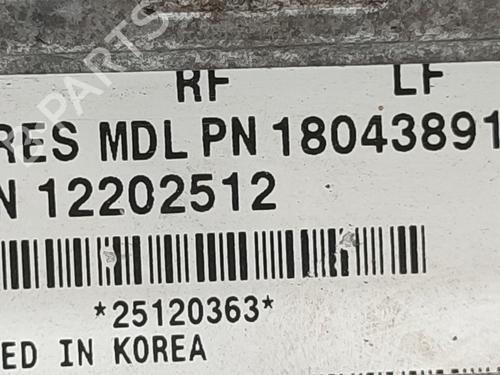 RF LF
RES MDL PN 18043891
N 12202512
*25120363*
ED IN KOREA